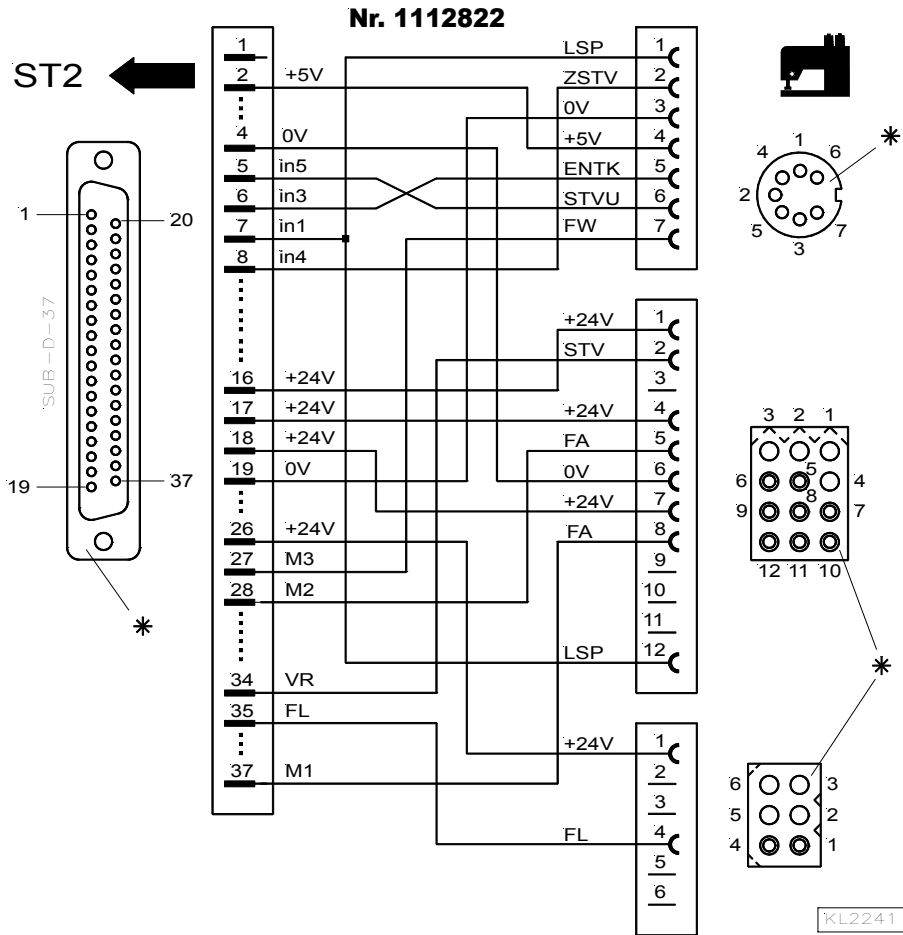 Nr. 1112822
ST2
1
2 +5V
4 0V
5 in5
6 in3
7 in1
8 in4
16 +24V
17 +24V
18 +24V
19 0V
26 +24V
27 M3
28 M2
34 VR
35 FL
37 M1
LSP 1
ZSTV 2
0V 3
+5V 4
ENTK 5
STVU 6
FW 7
+24V 1
STV 2
3
+24V 4
FA 5
0V 6
+24V 7
FA 8
9
10
11
LSP 12
+24V 1
2
3
FL 4
5
6
1 20
SUB-D-37
19 37
*
1
4 6 *
2
5 7
3
3 2 1
6 5 4
9 8 7
12 11 10
*
6 3
5 2
4 1
KL2241